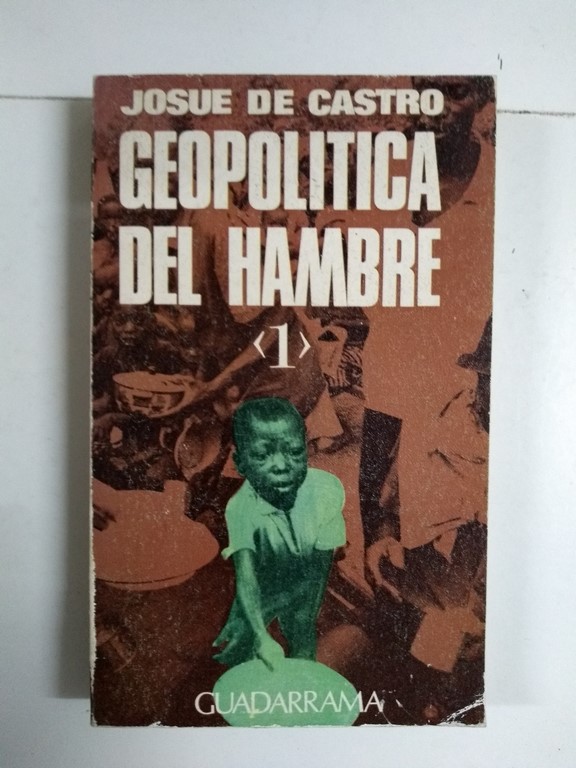 JOSUE DE CASTRO
GEOPOLITICA
DEL HAMBRE
‹1›
GUADARRAMA